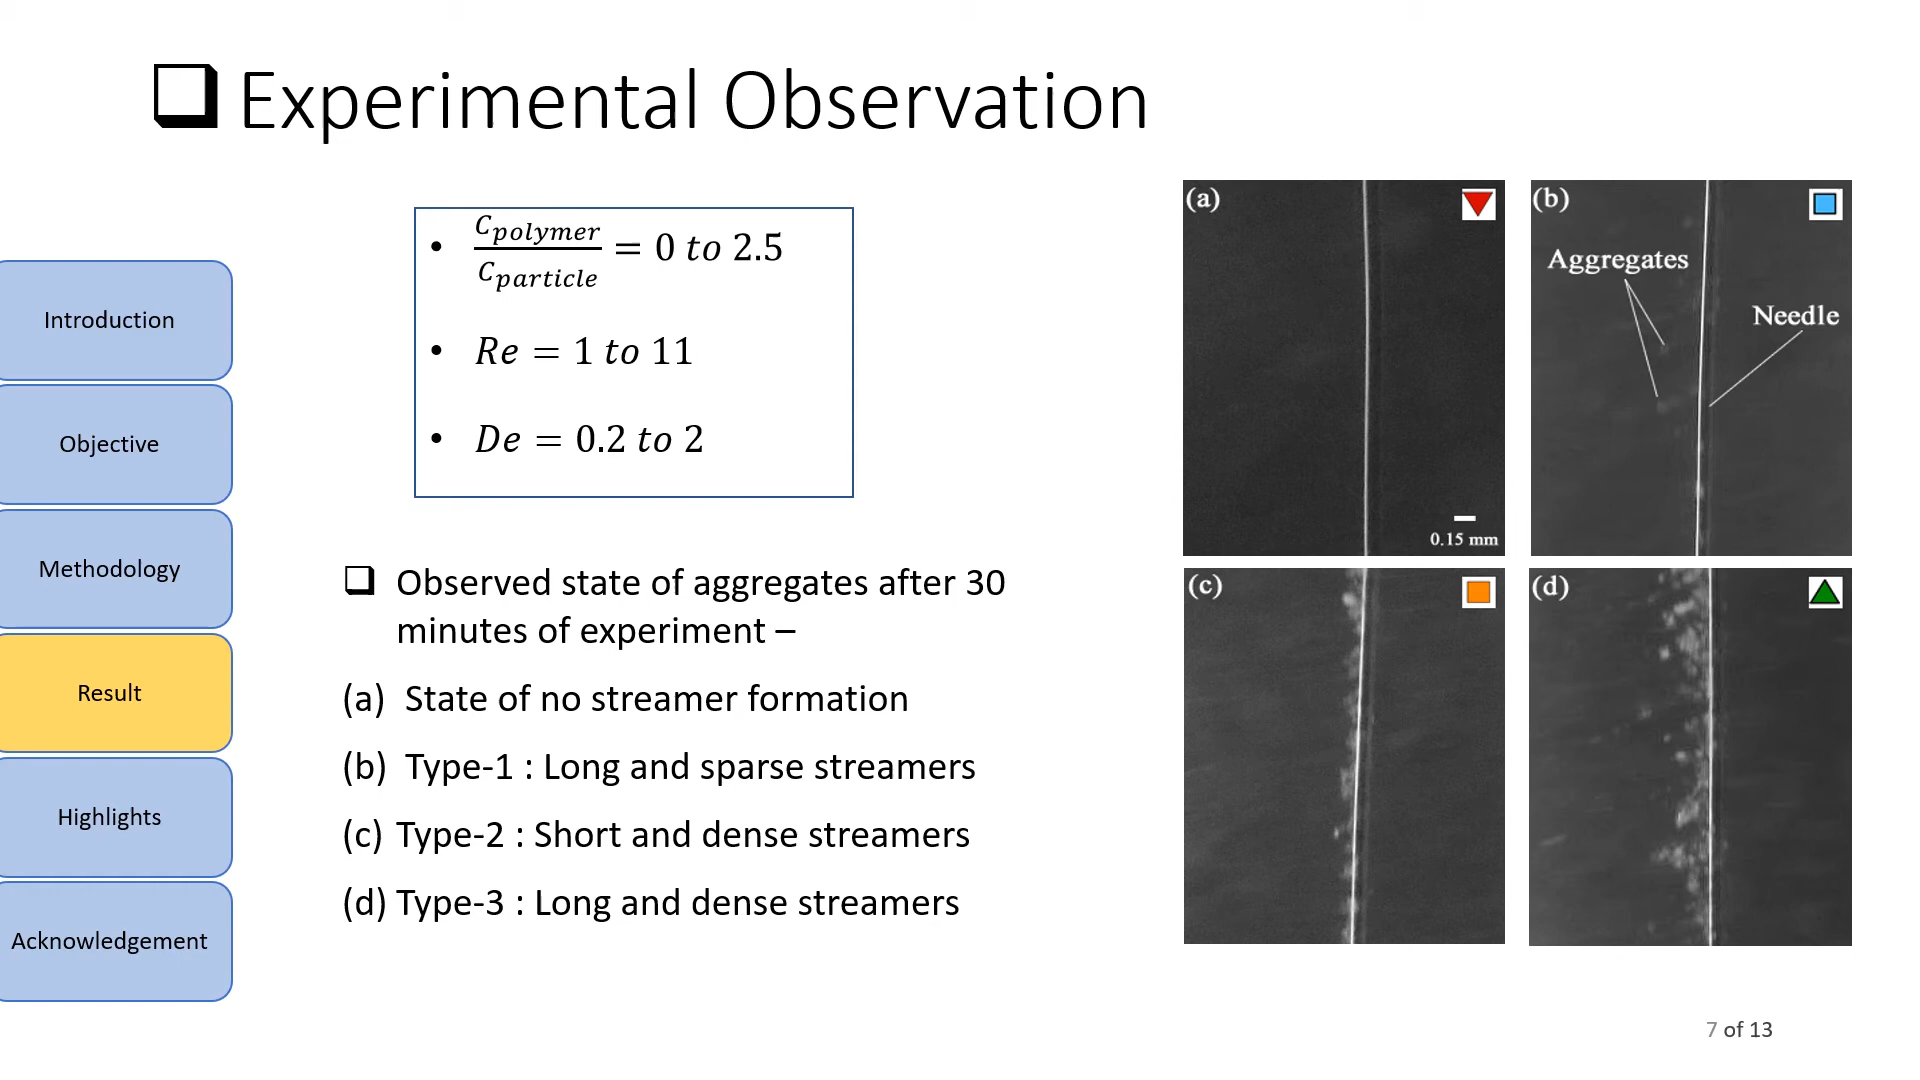 ❑ Experimental Observation
Introduction
Objective
Methodology
Result
Highlights
Acknowledgement
• C_polymer / C_particle = 0 to 2.5
• Re = 1 to 11
• De = 0.2 to 2
❑ Observed state of aggregates after 30
minutes of experiment –
(a) State of no streamer formation
(b) Type-1 : Long and sparse streamers
(c) Type-2 : Short and dense streamers
(d) Type-3 : Long and dense streamers
(a)
0.15 mm
(b)
Aggregates
Needle
(c)
(d)
7 of 13